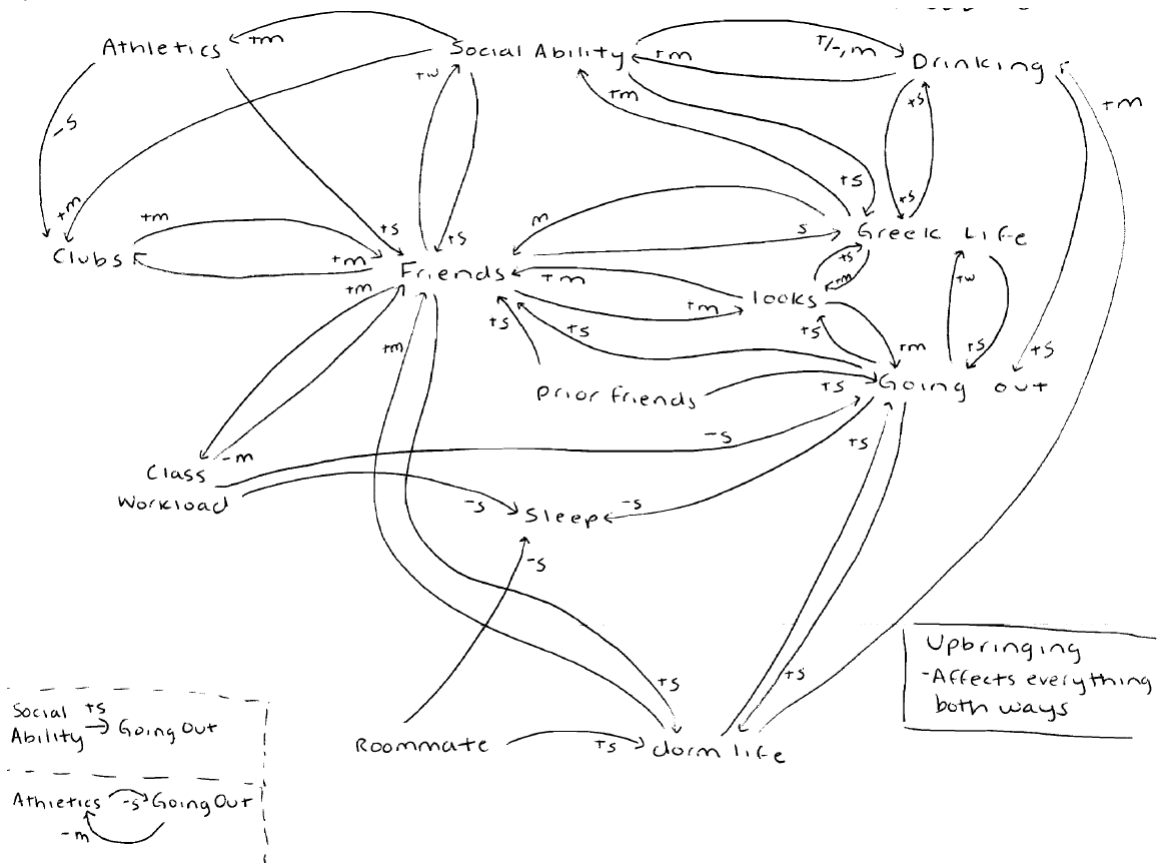 Athletics
+m
Social Ability
+m
+/-, m
Drinking
+m
+w
+m
-s
+s
+s
+m
+m
+s
+s
+s
m
s
Greek Life
Clubs
+m
Friends
+m
+s
+m
+m
looks
+w
+m
+s
+s
+s
+m
+s
+s
prior friends
+s
Going out
-s
+s
Class
-m
Workload
-s
Sleep
-s
-s
Upbringing
-Affects everything
both ways
+s
+s
Social +s
Ability → Going Out
Roommate
+s
dorm life
Athletics -s Going Out
-m